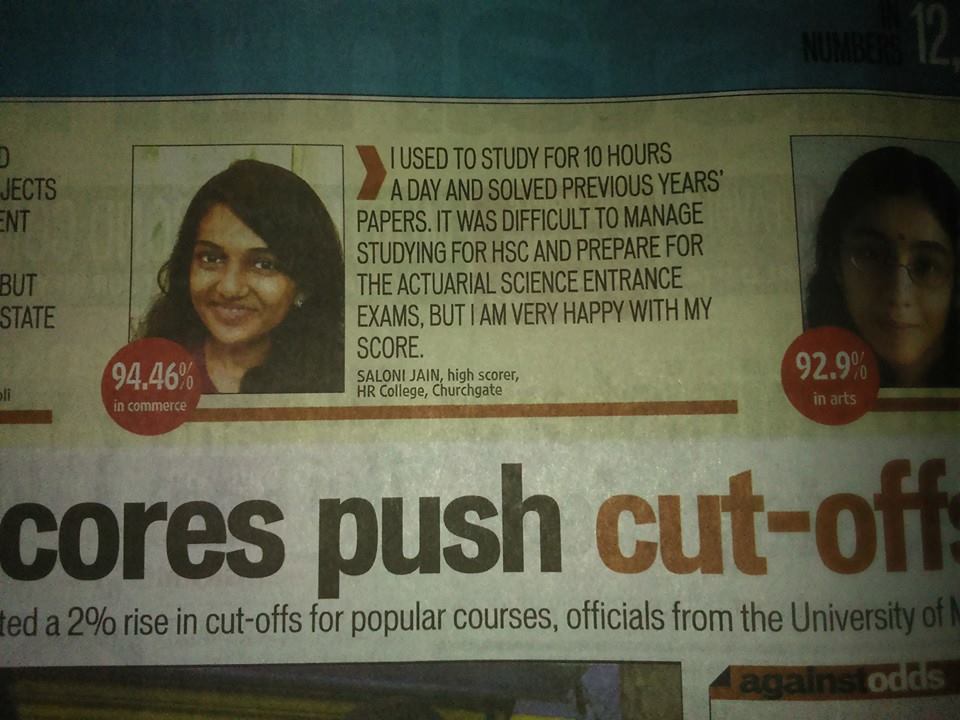 IN
NUMBERS 12,
D
JECTS
ENT
BUT
STATE
oli
94.46%
in commerce
I USED TO STUDY FOR 10 HOURS
A DAY AND SOLVED PREVIOUS YEARS'
PAPERS. IT WAS DIFFICULT TO MANAGE
STUDYING FOR HSC AND PREPARE FOR
THE ACTUARIAL SCIENCE ENTRANCE
EXAMS, BUT I AM VERY HAPPY WITH MY
SCORE.
SALONI JAIN, high scorer,
HR College, Churchgate
92.9%
in arts
cores push cut-offs
ted a 2% rise in cut-offs for popular courses, officials from the University of M
againstodds